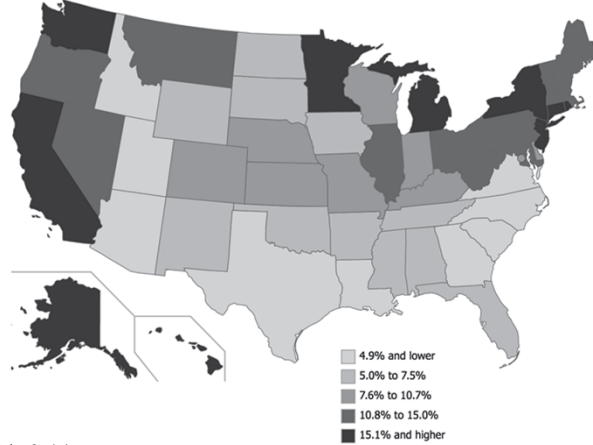 4.9% and lower
5.0% to 7.5%
7.6% to 10.7%
10.8% to 15.0%
15.1% and higher